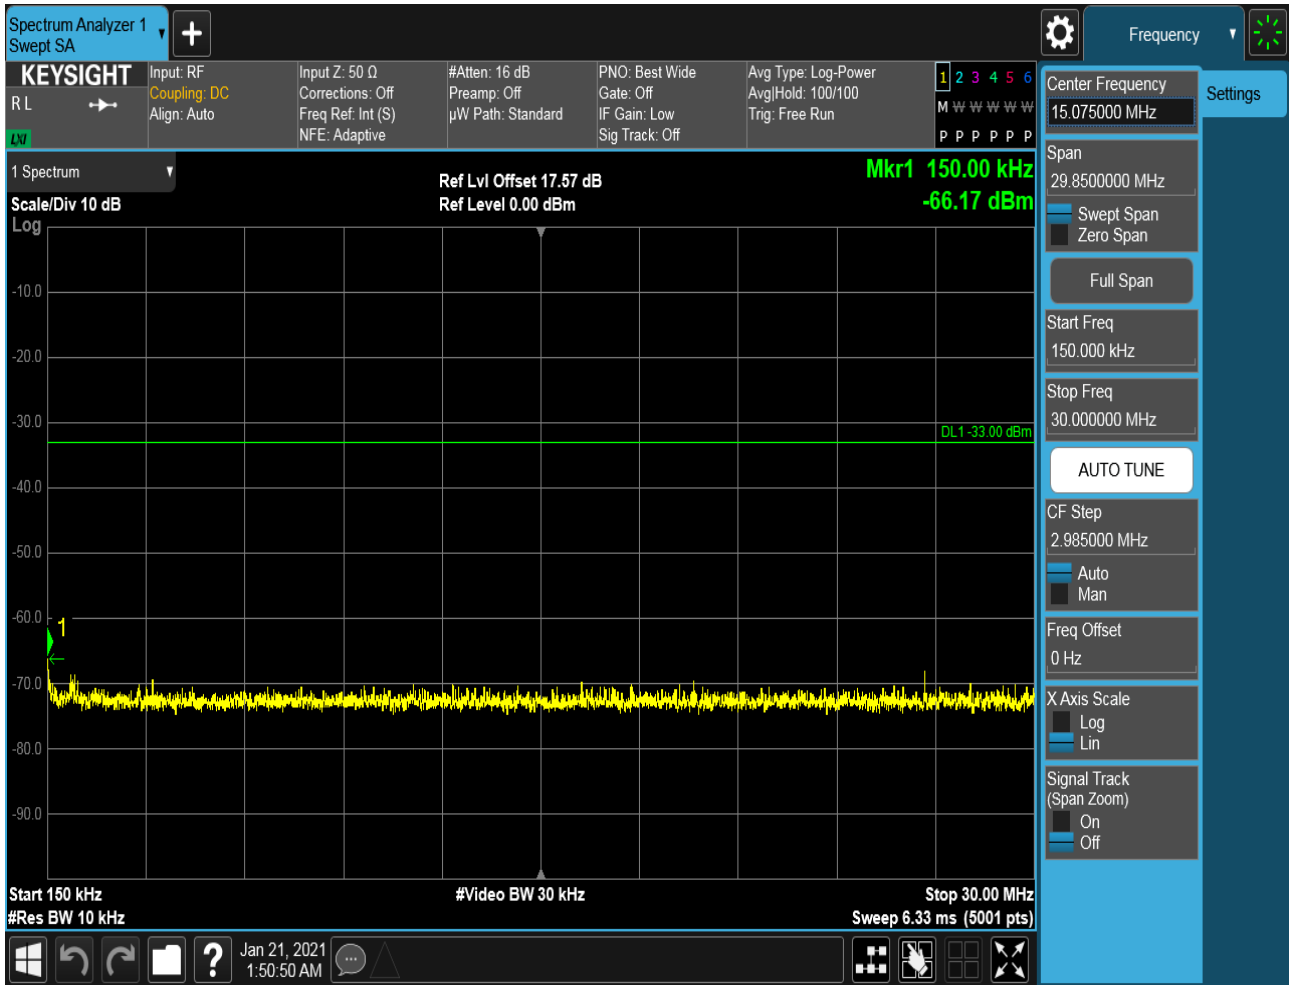 Spectrum Analyzer 1
Swept SA
Frequency
KEYSIGHT
R L
LXI
Input: RF
Coupling: DC
Align: Auto
Input Z: 50 Ω
Corrections: Off
Freq Ref: Int (S)
NFE: Adaptive
#Atten: 16 dB
Preamp: Off
µW Path: Standard
PNO: Best Wide
Gate: Off
IF Gain: Low
Sig Track: Off
Avg Type: Log-Power
Avg|Hold: 100/100
Trig: Free Run
1 2 3 4 5 6
M W W W W W
P P P P P P
1 Spectrum
Scale/Div 10 dB
Log
Ref Lvl Offset 17.57 dB
Ref Level 0.00 dBm
Mkr1 150.00 kHz
-66.17 dBm
-10.0
-20.0
-30.0
DL1 -33.00 dBm
-40.0
-50.0
-60.0
1
-70.0
-80.0
-90.0
Start 150 kHz
#Res BW 10 kHz
#Video BW 30 kHz
Stop 30.00 MHz
Sweep 6.33 ms (5001 pts)
Jan 21, 2021
1:50:50 AM
Center Frequency
15.075000 MHz
Settings
Span
29.8500000 MHz
Swept Span
Zero Span
Full Span
Start Freq
150.000 kHz
Stop Freq
30.000000 MHz
AUTO TUNE
CF Step
2.985000 MHz
Auto
Man
Freq Offset
0 Hz
X Axis Scale
Log
Lin
Signal Track
(Span Zoom)
On
Off